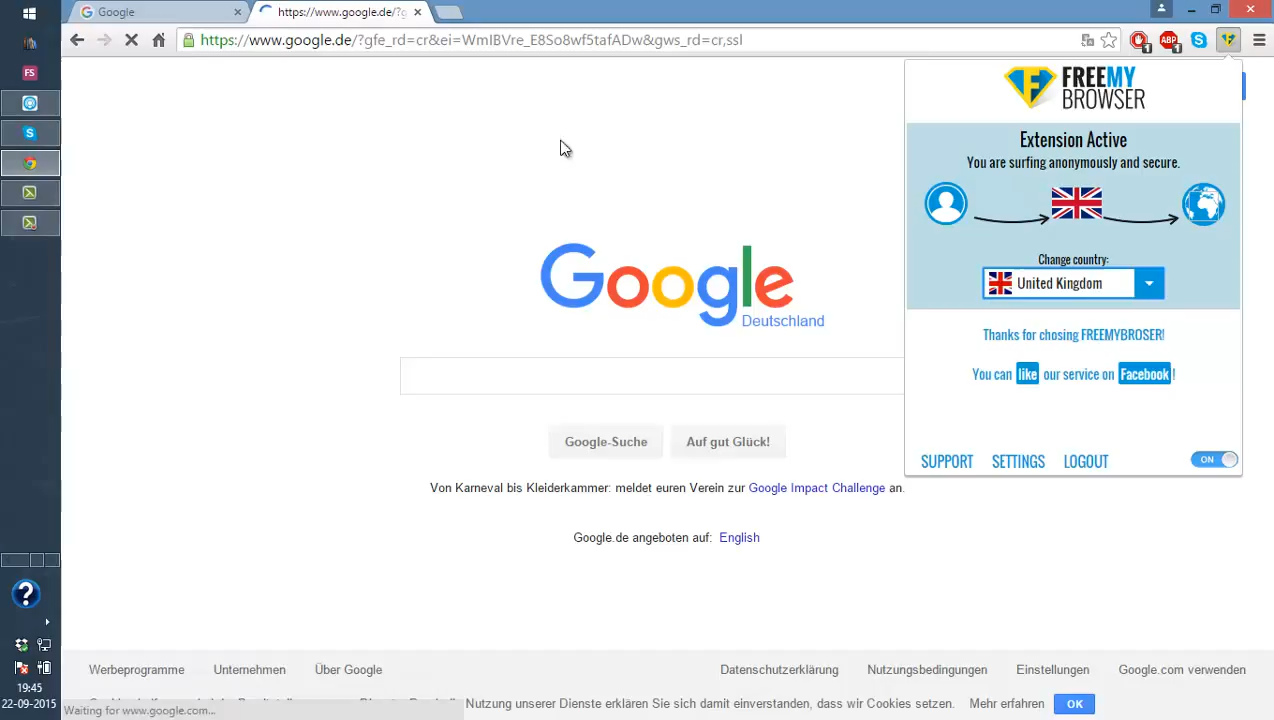 Google
https://www.google.de/?g
https://www.google.de/?gfe_rd=cr&ei=WmIBVre_E8So8wf5tafADw&gws_rd=cr,ssl
1
ABP
1
FS
FREEMY
BROWSER
Extension Active
You are surfing anonymously and secure.
Change country:
United Kingdom
Thanks for chosing FREEMYBROSER!
You can like our service on Facebook!
SUPPORT SETTINGS LOGOUT ON
Google
Deutschland
Google-Suche Auf gut Glück!
Von Karneval bis Kleiderkammer: meldet euren Verein zur Google Impact Challenge an.
Google.de angeboten auf: English
Werbeprogramme Unternehmen Über Google Datenschutzerklärung Nutzungsbedingungen Einstellungen Google.com verwenden
Nutzung unserer Dienste erklären Sie sich damit einverstanden, dass wir Cookies setzen. Mehr erfahren OK
Waiting for www.google.com...
19:45
22-09-2015